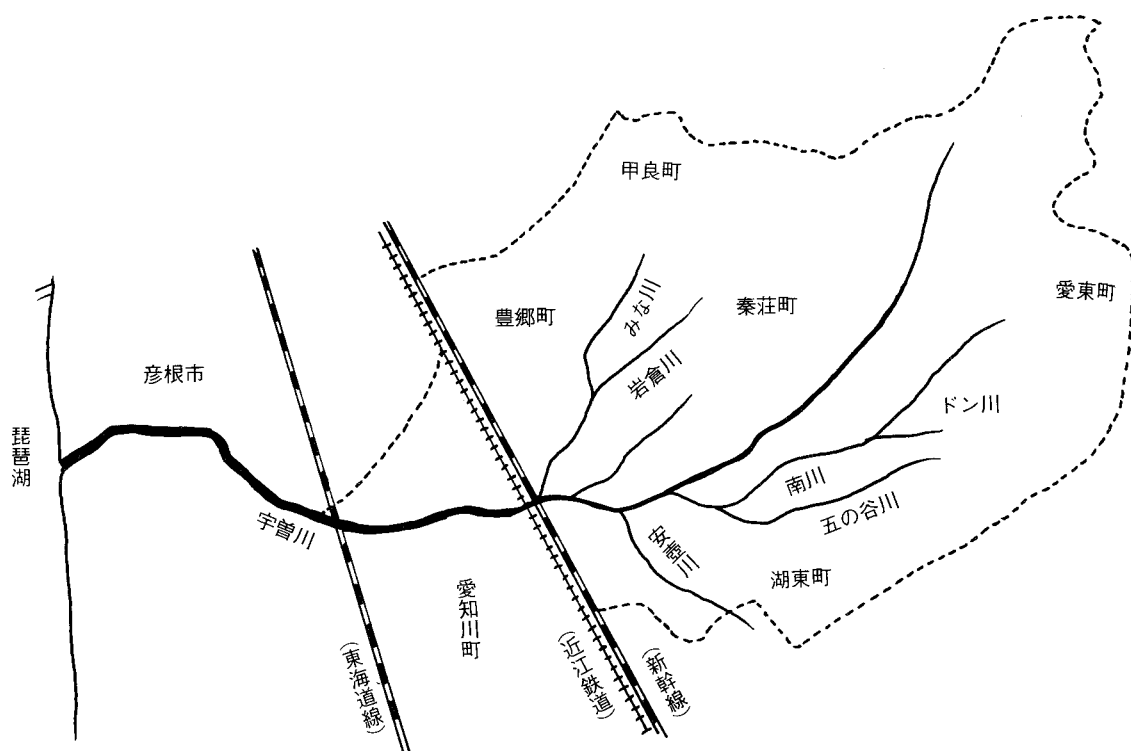 甲良町
豊郷町
みな川
秦荘町
愛東町
岩倉川
彦根市
ドン川
琵琶湖
南川
宇曽川
五の谷川
安壺川
湖東町
愛知川町
(東海道線)
(近江鉄道)
(新幹線)